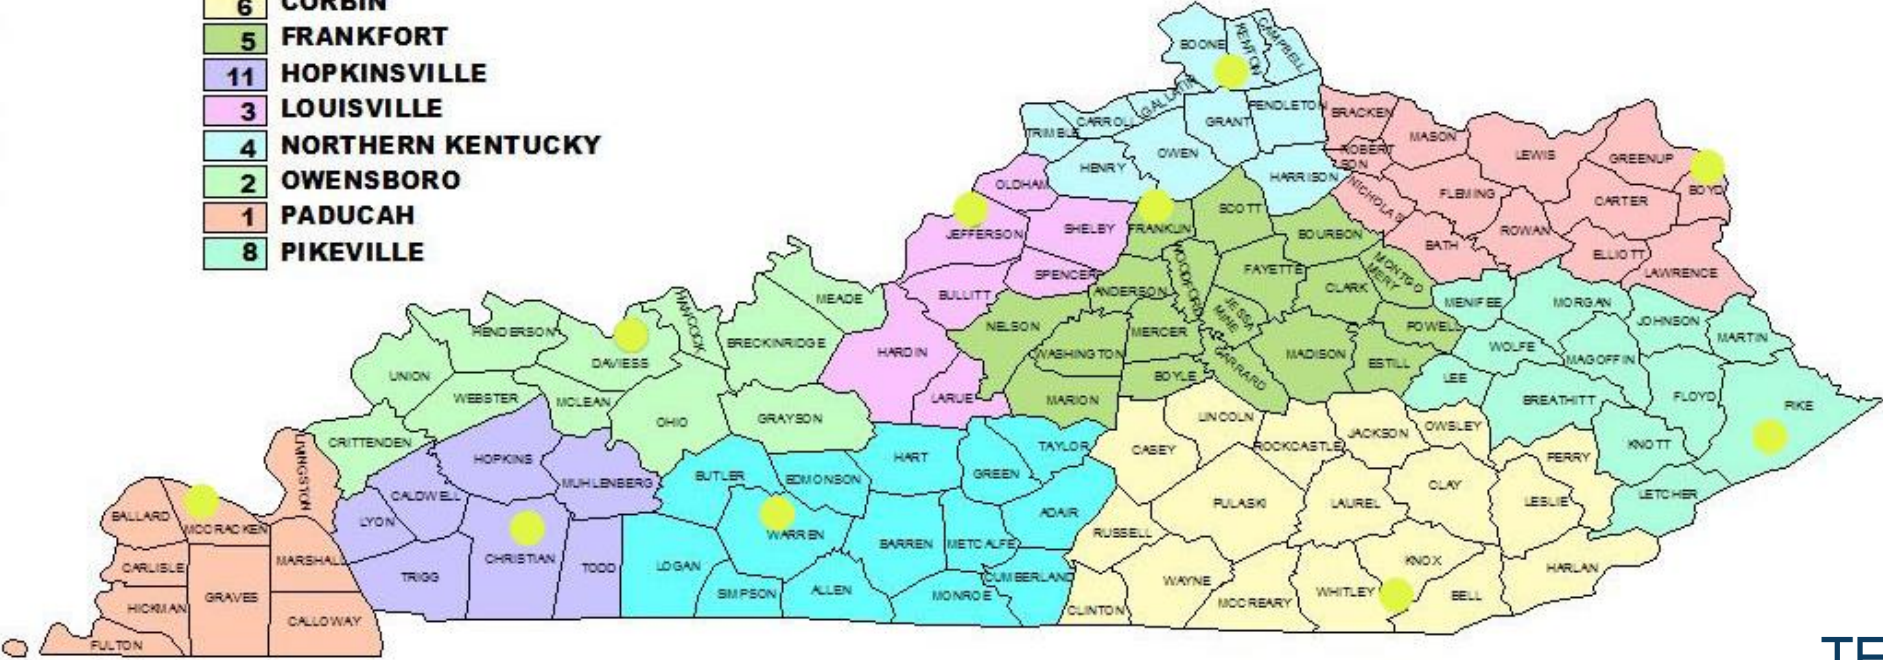 6 CORBIN
5 FRANKFORT
11 HOPKINSVILLE
3 LOUISVILLE
4 NORTHERN KENTUCKY
2 OWENSBORO
1 PADUCAH
8 PIKEVILLE
BOONE
KENTON
CAMPBELL
GALLATIN
PENDLETON
CARROLL
GRANT
TRIMBLE
OWEN
HENRY
HARRISON
BRACKEN
MASON
ROBERT
SON
LEWIS
GREENUP
BOYD
NICHOLAS
FLEMING
CARTER
ROWAN
BATH
ELLIOTT
LAWRENCE
OLDHAM
JEFFERSON
SHELBY
SPENCER
BULLITT
HARDIN
LARUE
FRANKLIN
SCOTT
BOURBON
WOODFORD
FAYETTE
MONTGO
MERY
CLARK
ANDERSON
JESSA
MINE
NELSON
MERCER
POWELL
WASHINGTON
GARRARD
MADISON
ESTILL
BOYLE
MARION
MENIFEE
MORGAN
JOHNSON
MARTIN
WOLFE
MAGOFFIN
LEE
BREATHITT
FLOYD
PIKE
KNOTT
LETCHER
MEADE
HANCOCK
HENDERSON
BRECKINRIDGE
DAVIESS
UNION
WEBSTER
MCLEAN
OHIO
GRAYSON
CRITTENDEN
LIVINGSTON
HOPKINS
MUHLENBERG
CALDWELL
LYON
CHRISTIAN
TRIGG
TODD
BALLARD
MCCRACKEN
CARLISLE
MARSHALL
HICKMAN
GRAVES
CALLOWAY
FULTON
BUTLER
EDMONSON
HART
GREEN
TAYLOR
WARREN
ADAIR
BARREN
METCALFE
LOGAN
CUMBERLAND
SIMPSON
ALLEN
MONROE
CASEY
LINCOLN
ROCKCASTLE
JACKSON
OWSLEY
PERRY
PULASKI
LAUREL
CLAY
LESLIE
RUSSELL
KNOX
HARLAN
WAYNE
WHITLEY
BELL
CLINTON
MCCREARY